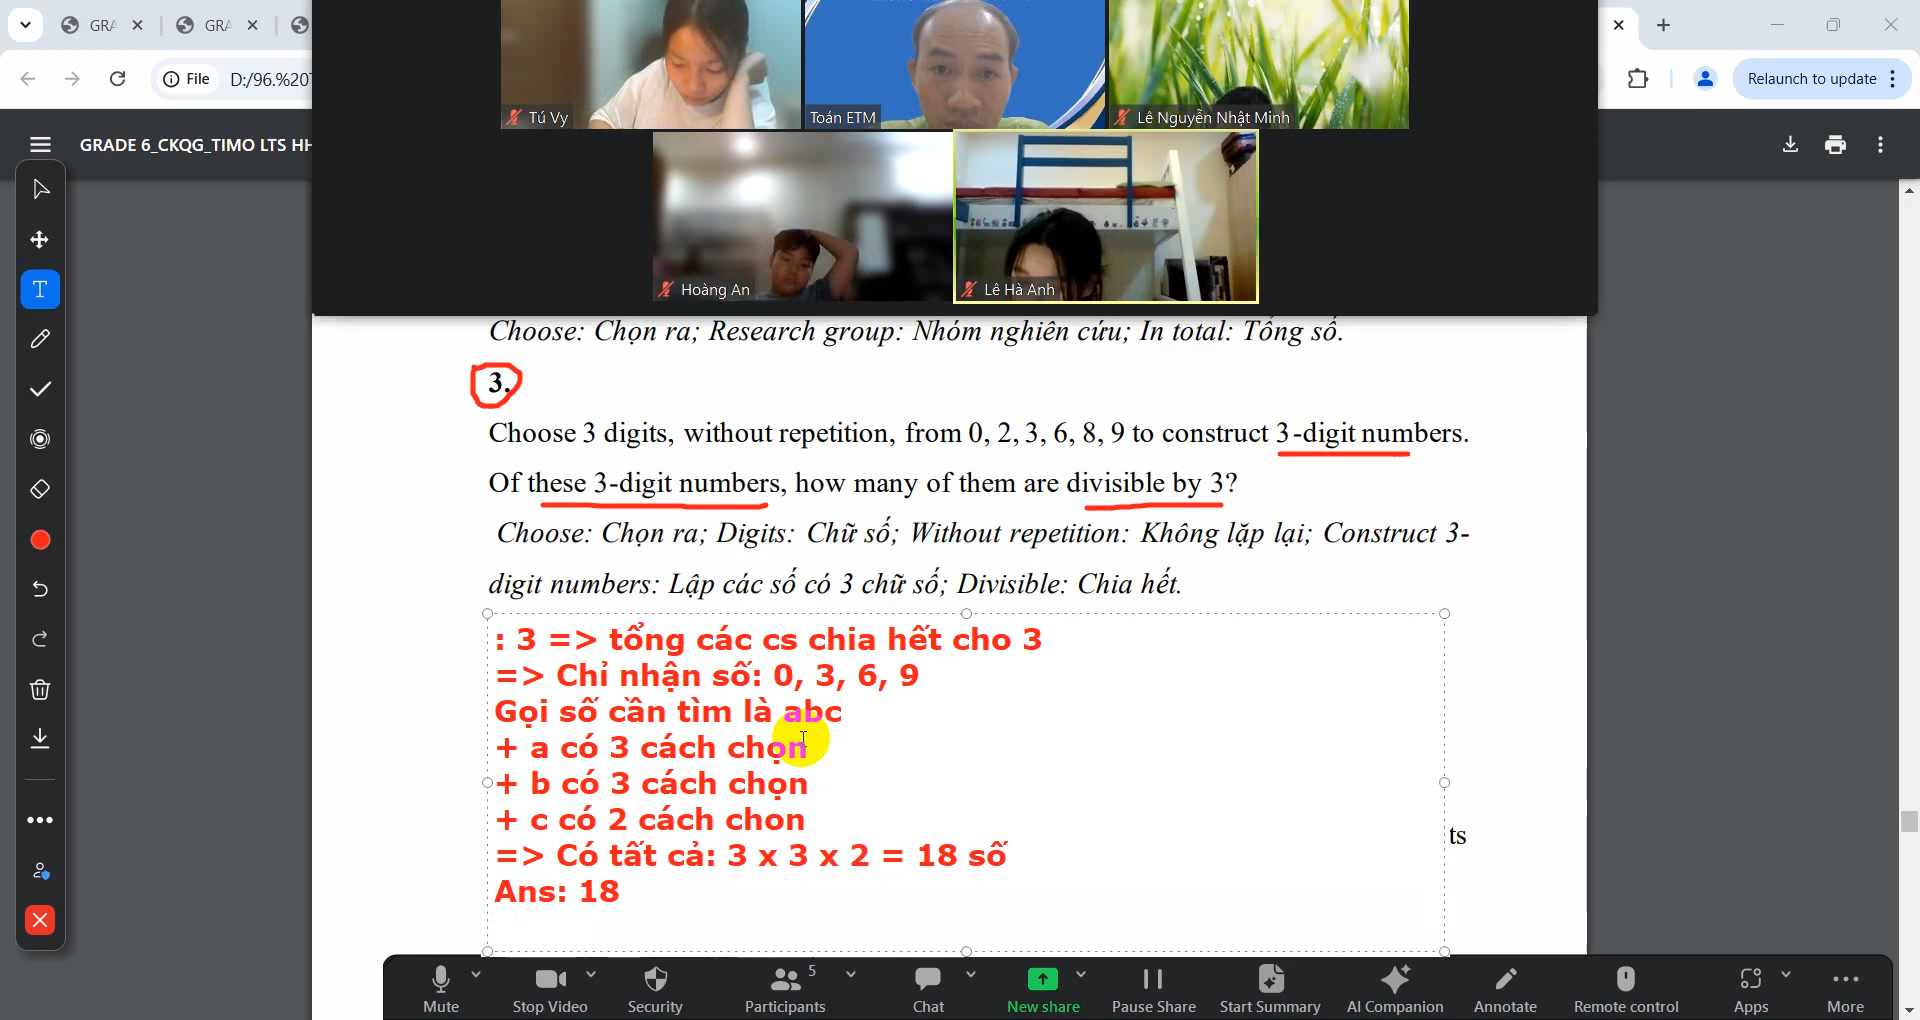 GRA
GRA
File
D:/96.%20T
Relaunch to update
GRADE 6_CKQG_TIMO LTS HH
Tú Vy
Toán ETM
Lê Nguyễn Nhật Minh
Hoàng An
Lê Hà Anh
Choose: Chọn ra; Research group: Nhóm nghiên cứu; In total: Tổng số.
3.
Choose 3 digits, without repetition, from 0, 2, 3, 6, 8, 9 to construct 3-digit numbers.
Of these 3-digit numbers, how many of them are divisible by 3?
Choose: Chọn ra; Digits: Chữ số; Without repetition: Không lặp lại; Construct 3-
digit numbers: Lập các số có 3 chữ số; Divisible: Chia hết.
: 3 => tổng các cs chia hết cho 3
=> Chỉ nhận số: 0, 3, 6, 9
Gọi số cần tìm là abc
+ a có 3 cách chọn
+ b có 3 cách chọn
+ c có 2 cách chon
=> Có tất cả: 3 x 3 x 2 = 18 số
Ans: 18
ts
5
Mute
Stop Video
Security
Participants
Chat
New share
Pause Share
Start Summary
AI Companion
Annotate
Remote control
Apps
More